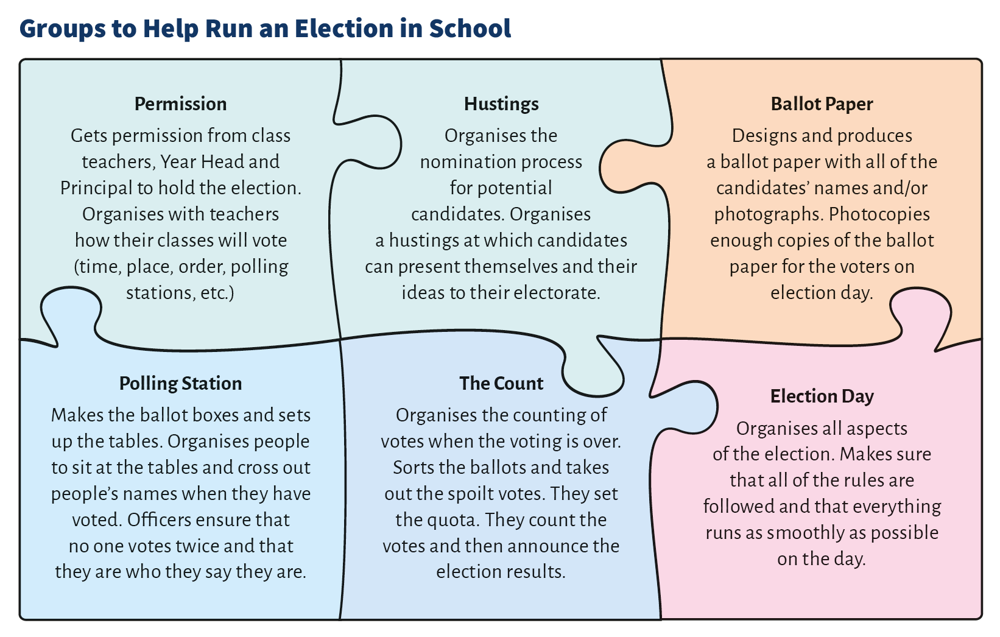 Groups to Help Run an Election in School
Permission
Gets permission from class
teachers, Year Head and
Principal to hold the election.
Organises with teachers
how their classes will vote
(time, place, order, polling
stations, etc.)
Hustings
Organises the
nomination process
for potential
candidates. Organises
a hustings at which candidates
can present themselves and their
ideas to their electorate.
Ballot Paper
Designs and produces
a ballot paper with all of the
candidates’ names and/or
photographs. Photocopies
enough copies of the ballot
paper for the voters on
election day.
Polling Station
Makes the ballot boxes and sets
up the tables. Organises people
to sit at the tables and cross out
people’s names when they have
voted. Officers ensure that
no one votes twice and that
they are who they say they are.
The Count
Organises the counting of
votes when the voting is over.
Sorts the ballots and takes
out the spoilt votes. They set
the quota. They count the
votes and then announce the
election results.
Election Day
Organises all aspects
of the election. Makes sure
that all of the rules are
followed and that everything
runs as smoothly as possible
on the day.